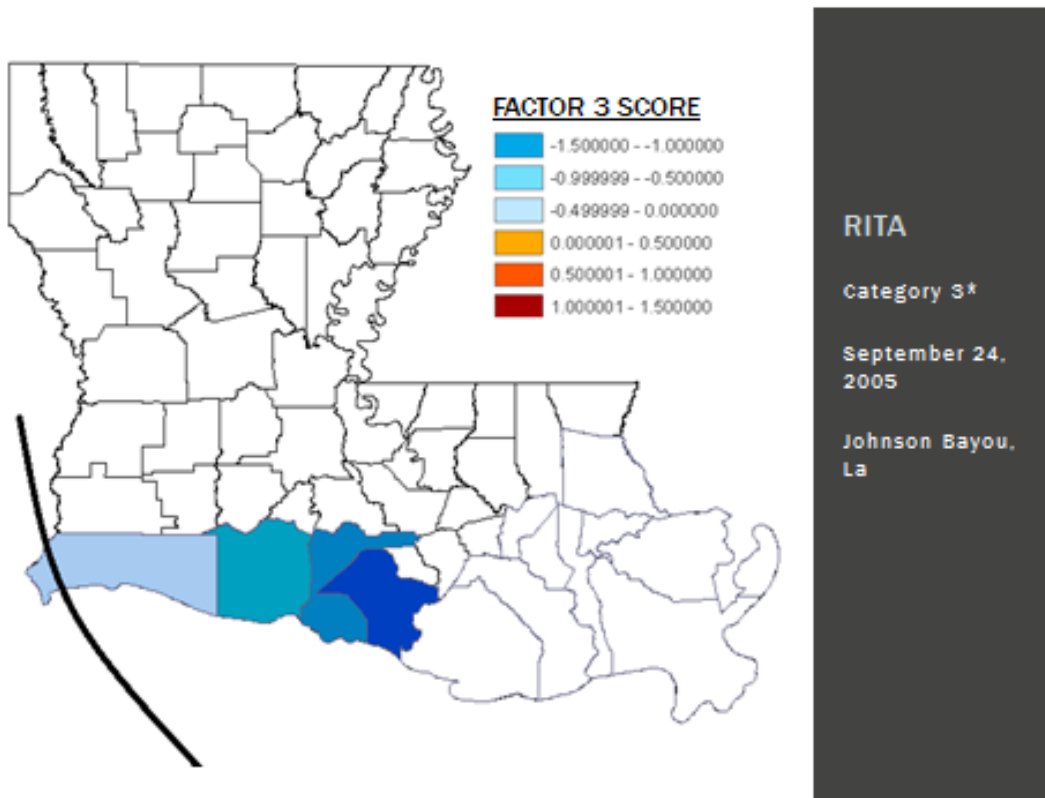 FACTOR 3 SCORE
-1.500000 - -1.000000
-0.999999 - -0.500000
-0.499999 - 0.000000
0.000001 - 0.500000
0.500001 - 1.000000
1.000001 - 1.500000
RITA
Category 3*
September 24,
2005
Johnson Bayou,
La